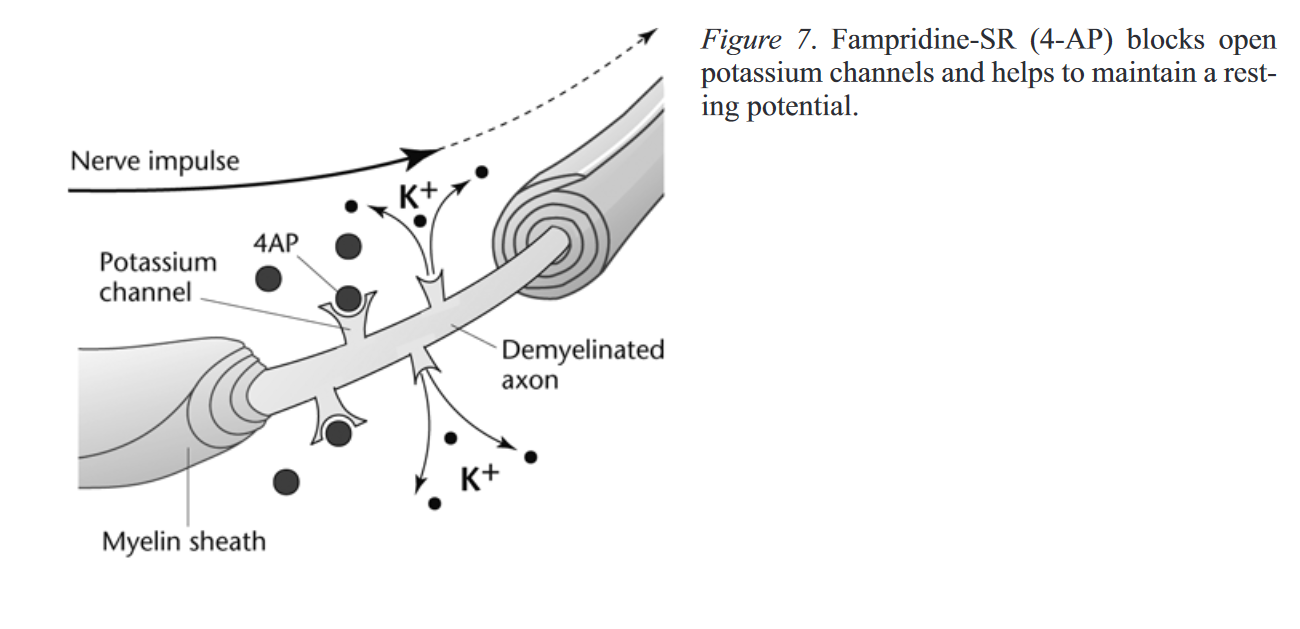 Figure 7. Fampridine-SR (4-AP) blocks open
potassium channels and helps to maintain a rest-
ing potential.
Nerve impulse
K+
4AP
Potassium
channel
Demyelinated
axon
K+
Myelin sheath